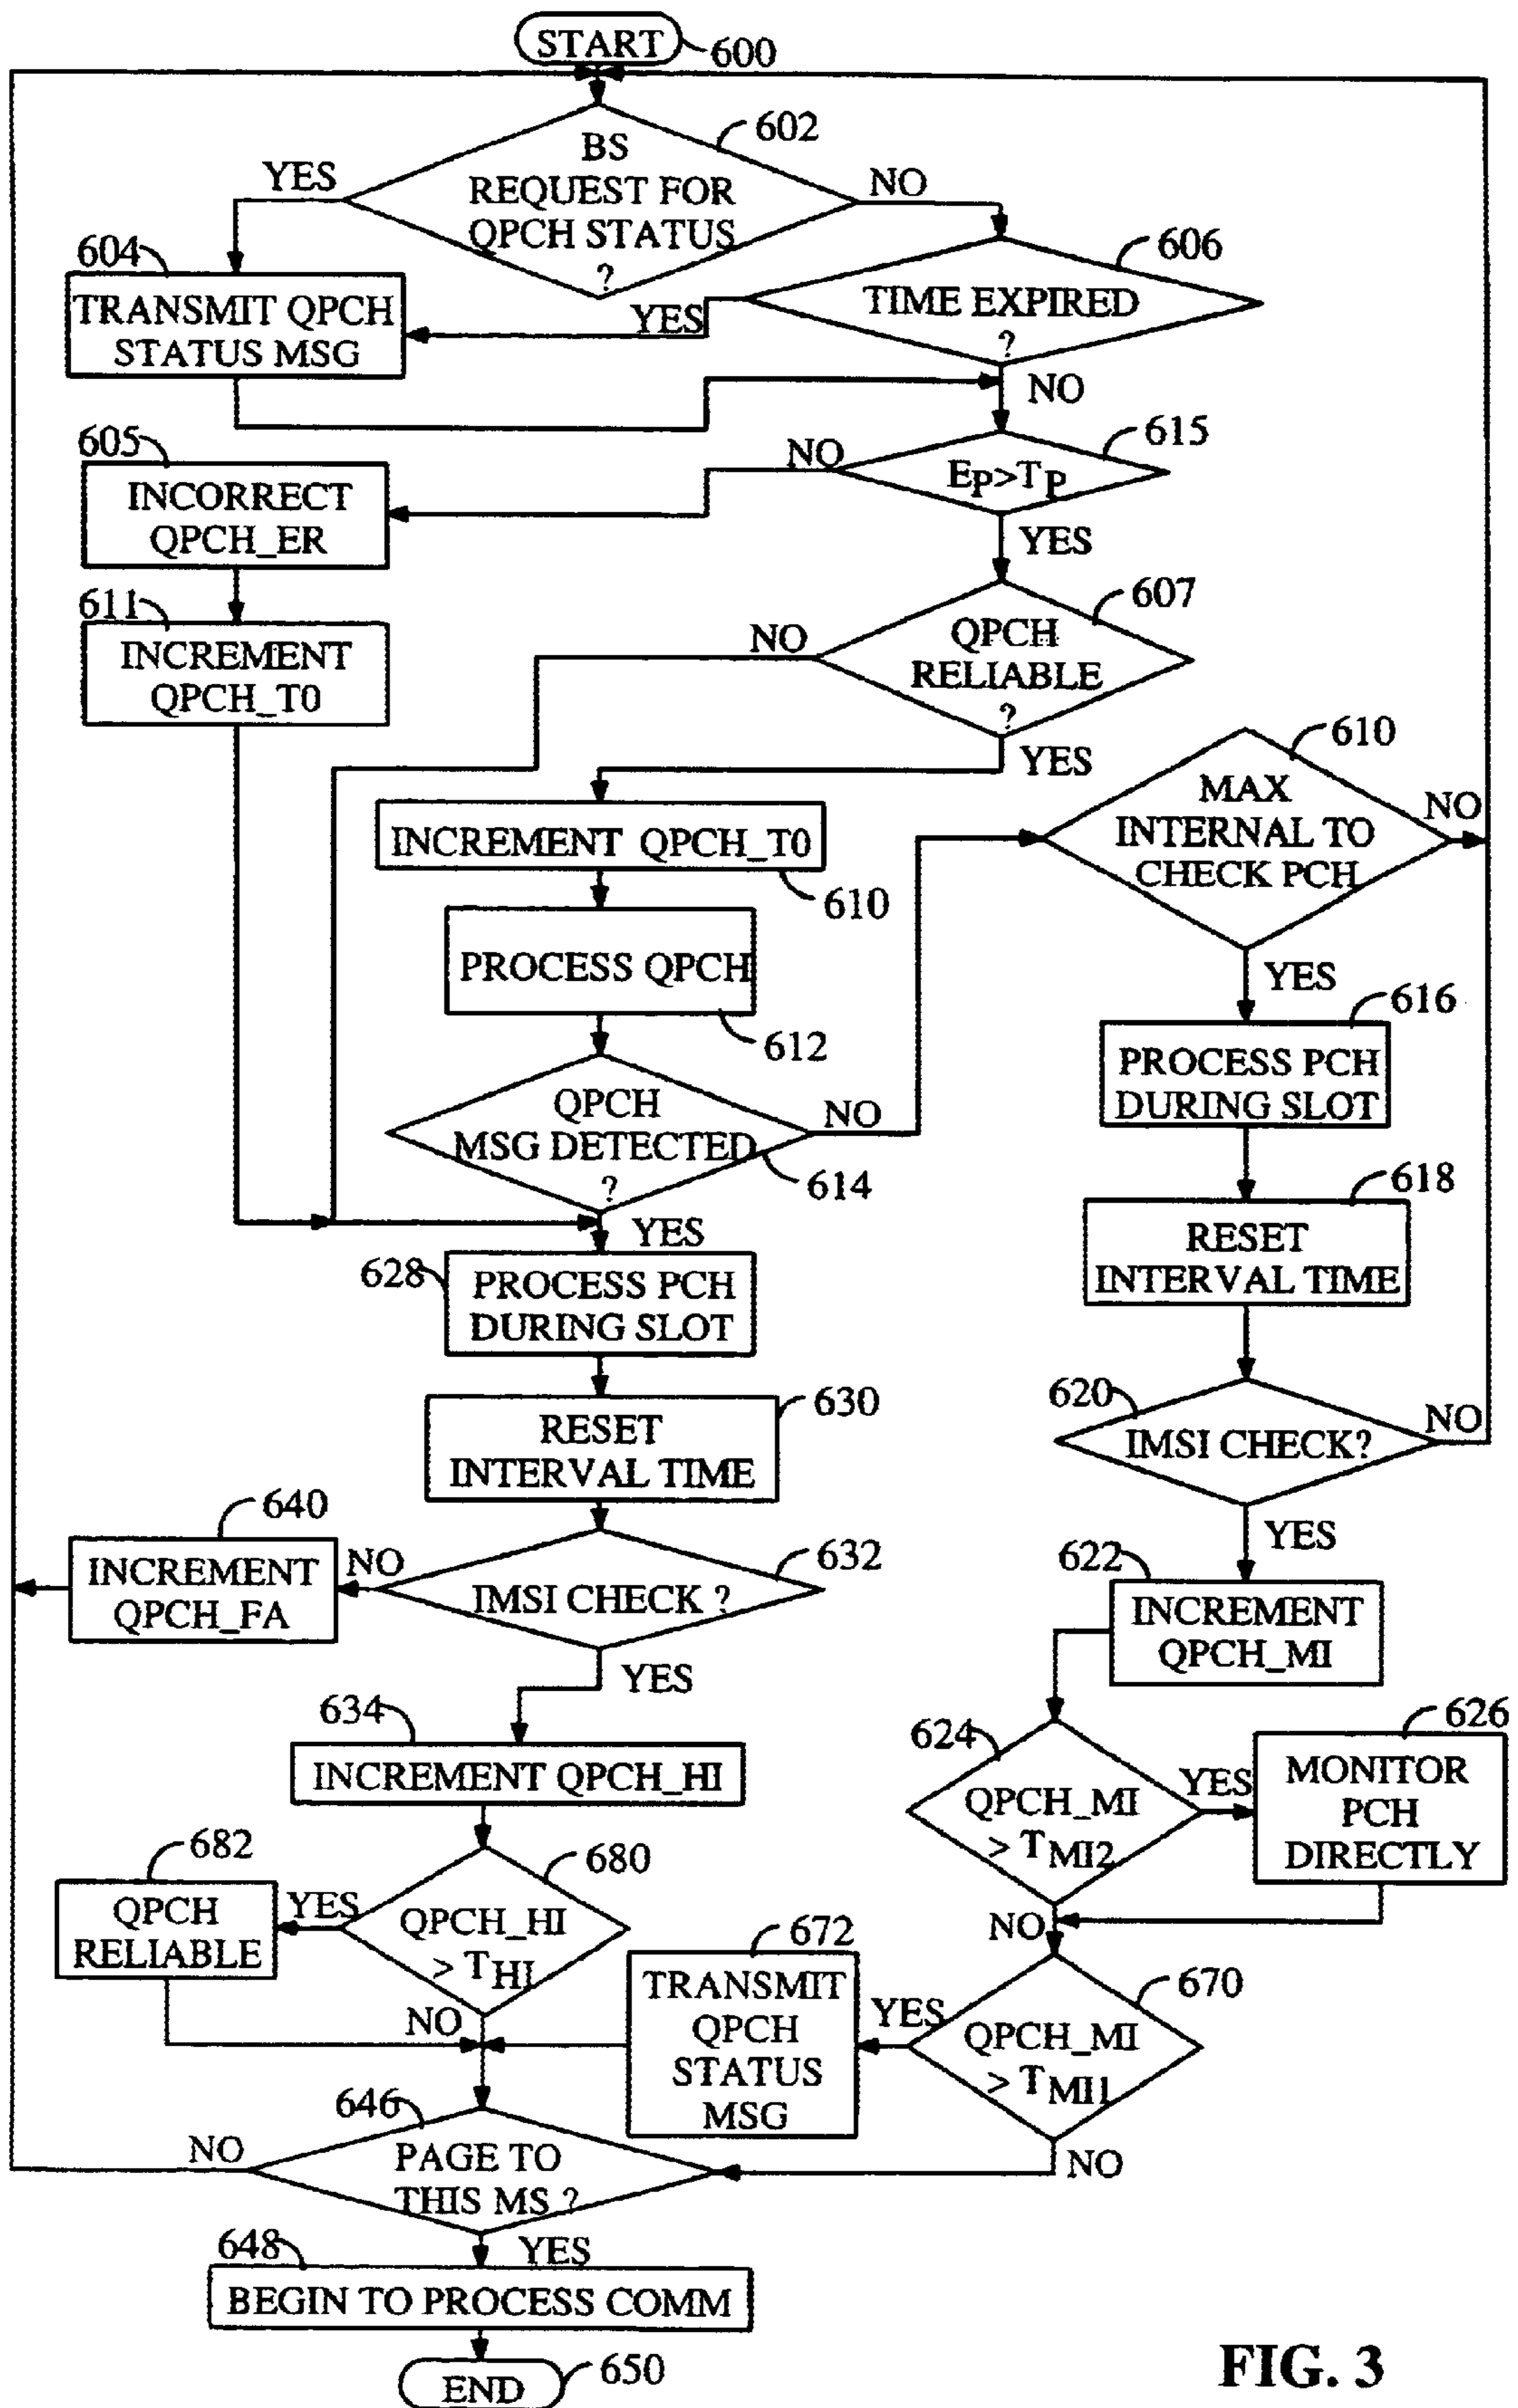 START
600
BS
REQUEST FOR
QPCH STATUS
?
602
YES
NO
604
TRANSMIT QPCH
STATUS MSG
606
TIME EXPIRED
?
YES
NO
605
INCORRECT
QPCH_ER
NO
615
EP>TP
YES
611
INCREMENT
QPCH_T0
607
QPCH
RELIABLE
?
NO
YES
INCREMENT QPCH_T0
610
610
MAX
INTERNAL TO
CHECK PCH
NO
YES
PROCESS QPCH
612
616
PROCESS PCH
DURING SLOT
QPCH
MSG DETECTED
?
NO
614
YES
618
RESET
INTERVAL TIME
628
PROCESS PCH
DURING SLOT
630
RESET
INTERVAL TIME
620
IMSI CHECK?
NO
YES
640
INCREMENT
QPCH_FA
NO
632
IMSI CHECK ?
YES
622
INCREMENT
QPCH_MI
634
INCREMENT QPCH_HI
624
QPCH_MI
> TMI2
YES
NO
626
MONITOR
PCH
DIRECTLY
682
QPCH
RELIABLE
YES
680
QPCH_HI
> THI
NO
672
TRANSMIT
QPCH
STATUS
MSG
YES
670
QPCH_MI
> TMI1
NO
646
PAGE TO
THIS MS ?
NO
YES
648
BEGIN TO PROCESS COMM
END
650
FIG. 3